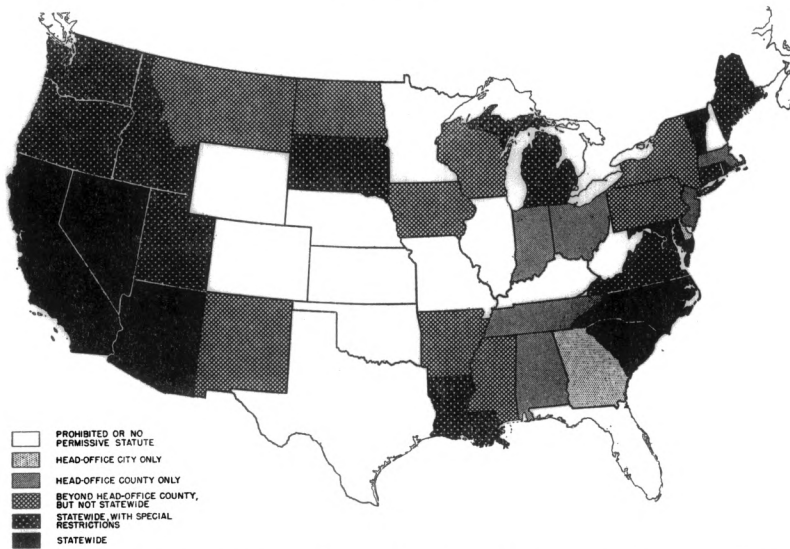 PROHIBITED OR NO
PERMISSIVE STATUTE
HEAD-OFFICE CITY ONLY
HEAD-OFFICE COUNTY ONLY
BEYOND HEAD-OFFICE COUNTY,
BUT NOT STATEWIDE
STATEWIDE, WITH SPECIAL
RESTRICTIONS
STATEWIDE